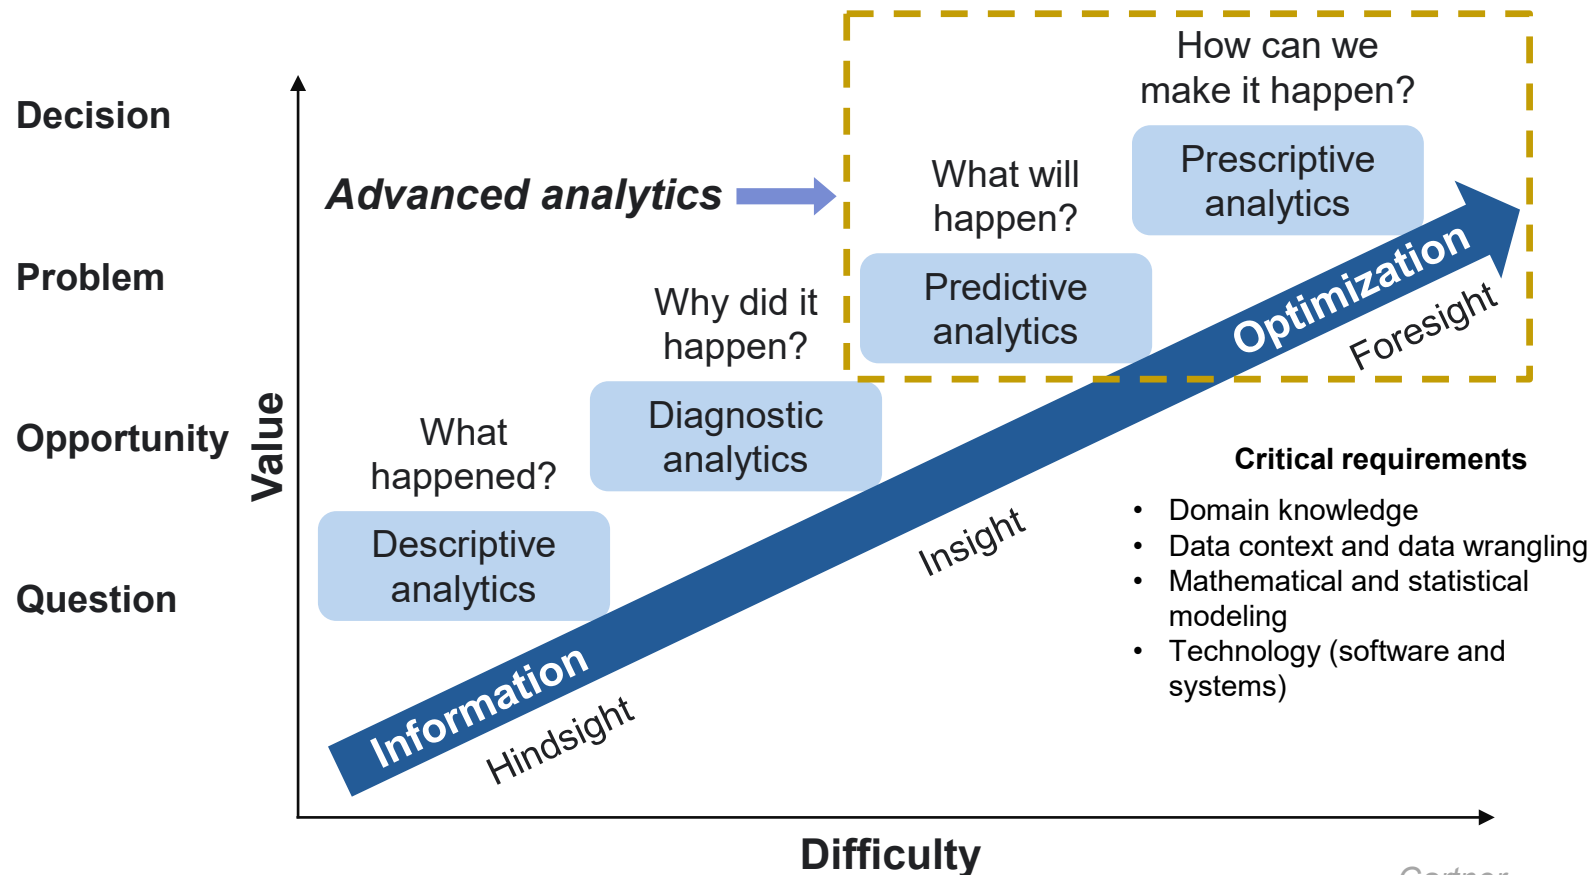 Decision
Problem
Opportunity
Question
Value
Advanced analytics
How can we
make it happen?
Prescriptive
analytics
What will
happen?
Predictive
analytics
Why did it
happen?
Diagnostic
analytics
What
happened?
Descriptive
analytics
Information
Optimization
Hindsight
Insight
Foresight
Critical requirements
• Domain knowledge
• Data context and data wrangling
• Mathematical and statistical
modeling
• Technology (software and
systems)
Difficulty